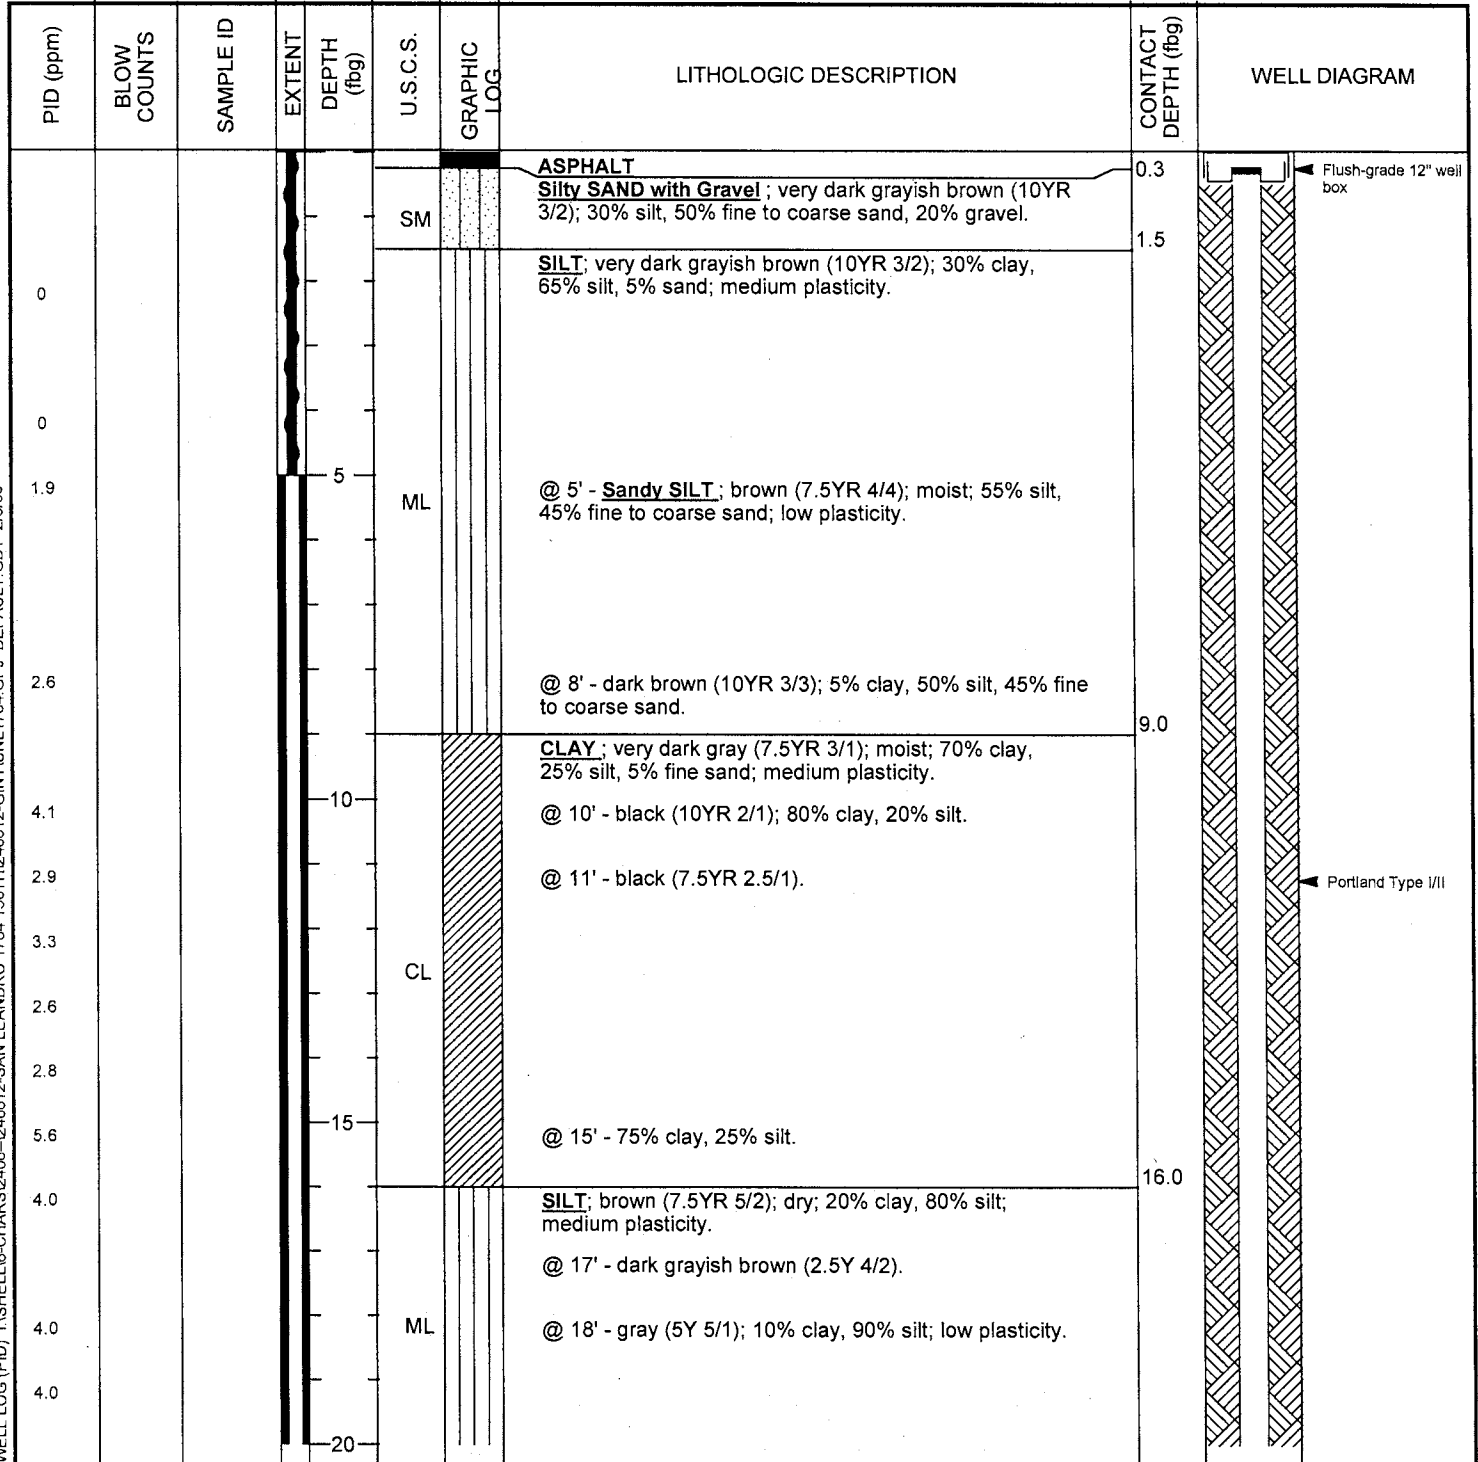 PID (ppm)
BLOW
COUNTS
SAMPLE ID
EXTENT
DEPTH
(fbg)
U.S.C.S.
GRAPHIC
LOG
LITHOLOGIC DESCRIPTION
CONTACT
DEPTH (fbg)
WELL DIAGRAM
ASPHALT
0.3
Flush-grade 12" well
box
Silty SAND with Gravel ; very dark grayish brown (10YR
3/2); 30% silt, 50% fine to coarse sand, 20% gravel.
SM
1.5
SILT; very dark grayish brown (10YR 3/2); 30% clay,
65% silt, 5% sand; medium plasticity.
0
0
5
1.9
ML
@ 5' - Sandy SILT ; brown (7.5YR 4/4); moist; 55% silt,
45% fine to coarse sand; low plasticity.
2.6
@ 8' - dark brown (10YR 3/3); 5% clay, 50% silt, 45% fine
to coarse sand.
9.0
CLAY ; very dark gray (7.5YR 3/1); moist; 70% clay,
25% silt, 5% fine sand; medium plasticity.
10
4.1
@ 10' - black (10YR 2/1); 80% clay, 20% silt.
2.9
@ 11' - black (7.5YR 2.5/1).
Portland Type I/II
3.3
CL
2.6
2.8
15
5.6
@ 15' - 75% clay, 25% silt.
16.0
4.0
SILT; brown (7.5YR 5/2); dry; 20% clay, 80% silt;
medium plasticity.
@ 17' - dark grayish brown (2.5Y 4/2).
4.0
ML
@ 18' - gray (5Y 5/1); 10% clay, 90% silt; low plasticity.
4.0
20
WELL LOG (PID)